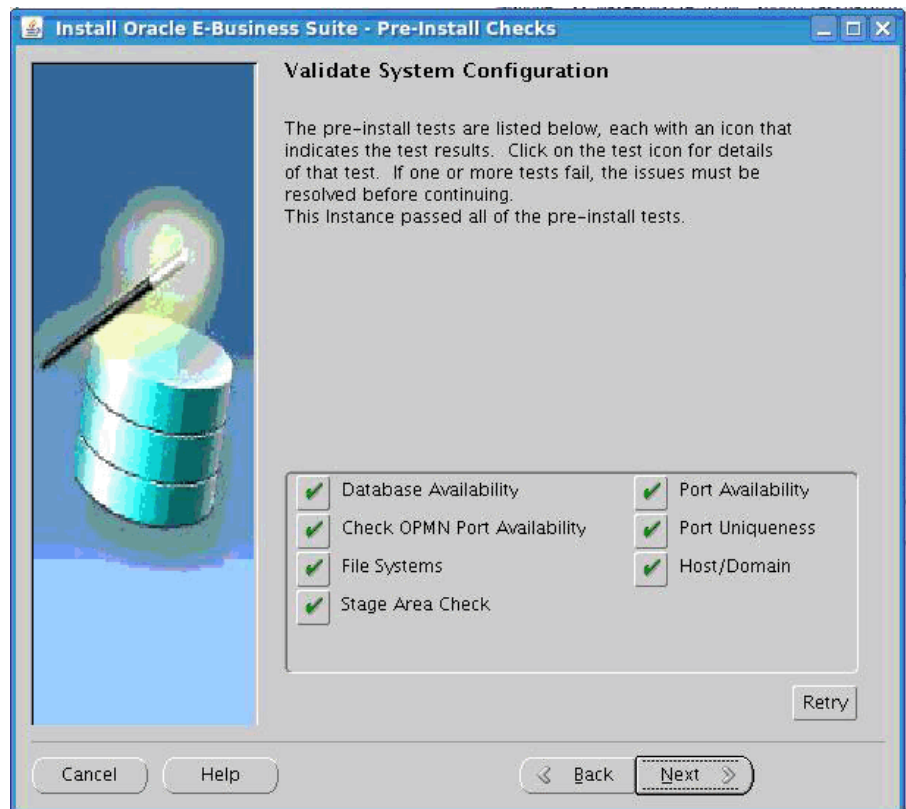 Install Oracle E-Business Suite - Pre-Install Checks
Validate System Configuration
The pre-install tests are listed below, each with an icon that
indicates the test results. Click on the test icon for details
of that test. If one or more tests fail, the issues must be
resolved before continuing.
This Instance passed all of the pre-install tests.
Database Availability
Port Availability
Check OPMN Port Availability
Port Uniqueness
File Systems
Host/Domain
Stage Area Check
Retry
Cancel
Help
Back
Next